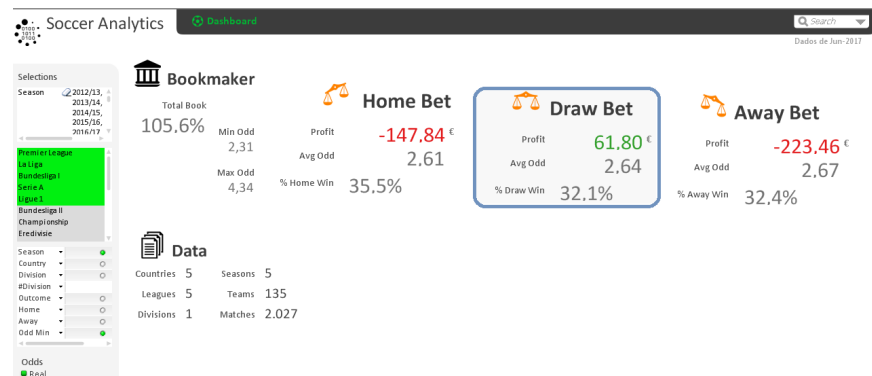 Soccer Analytics
Dashboard
Search
Dados de Jun-2017
Selections
Season
2012/13,
2013/14,
2014/15,
2015/16,
2016/17
Premier League
La Liga
Bundesliga I
Serie A
Ligue 1
Bundesliga II
Championship
Eredivisie
Season
Country
Division
#Division
Outcome
Home
Away
Odd Min
Odds
Real
Bookmaker
Total Book
105,6%
Min Odd
2,31
Max Odd
4,34
Home Bet
Profit -147,84 €
Avg Odd 2,61
% Home Win 35,5%
Draw Bet
Profit 61,80 €
Avg Odd 2,64
% Draw Win 32,1%
Away Bet
Profit -223,46 €
Avg Odd 2,67
% Away Win 32,4%
Data
Countries 5 Seasons 5
Leagues 5 Teams 135
Divisions 1 Matches 2.027